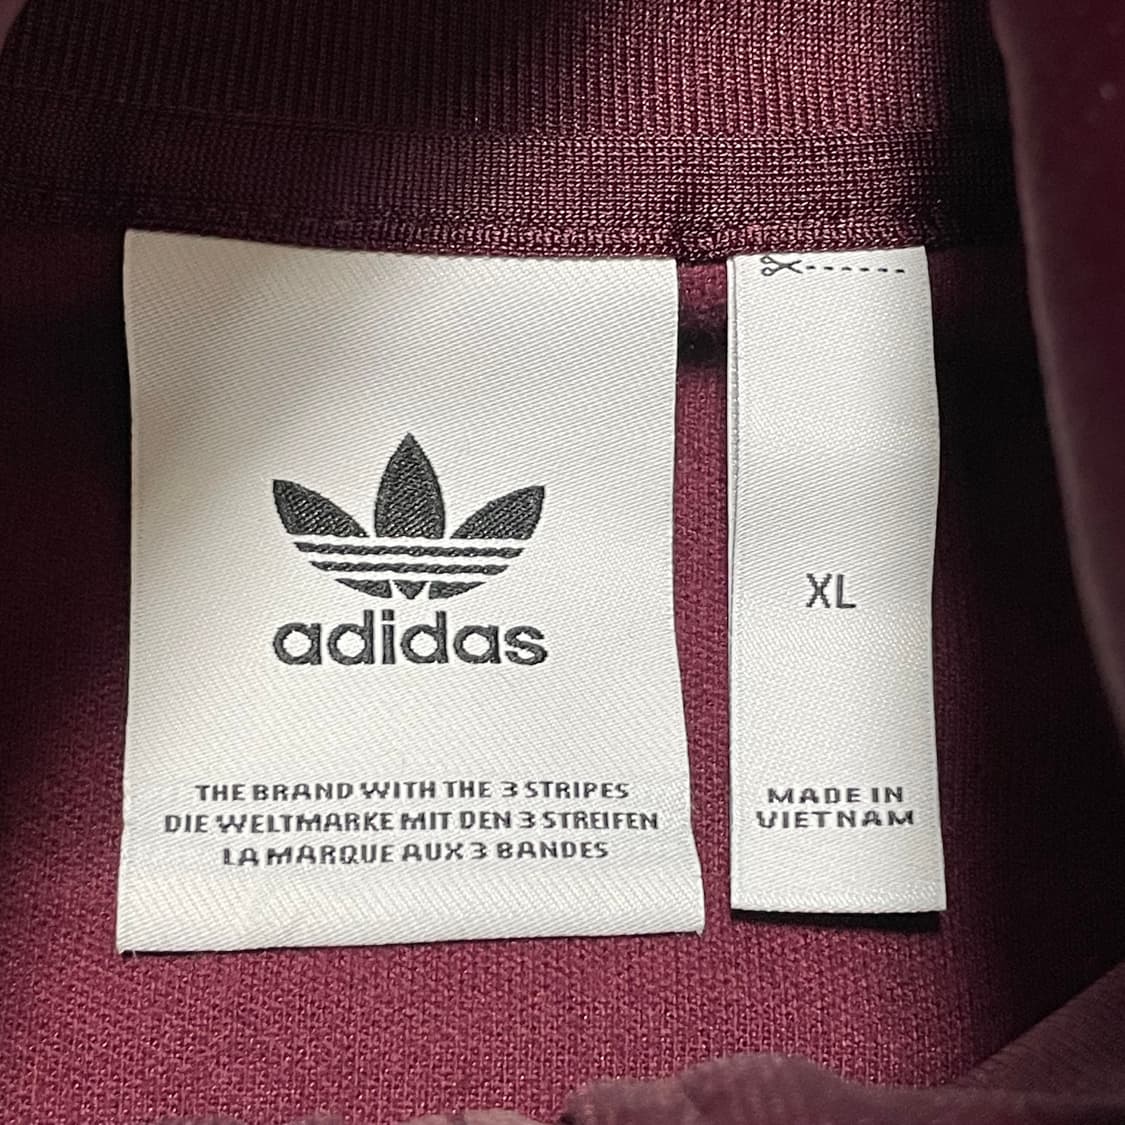 adidas
THE BRAND WITH THE 3 STRIPES
DIE WELTMARKE MIT DEN 3 STREIFEN
LA MARQUE AUX 3 BANDES
XL
MADE IN
VIETNAM